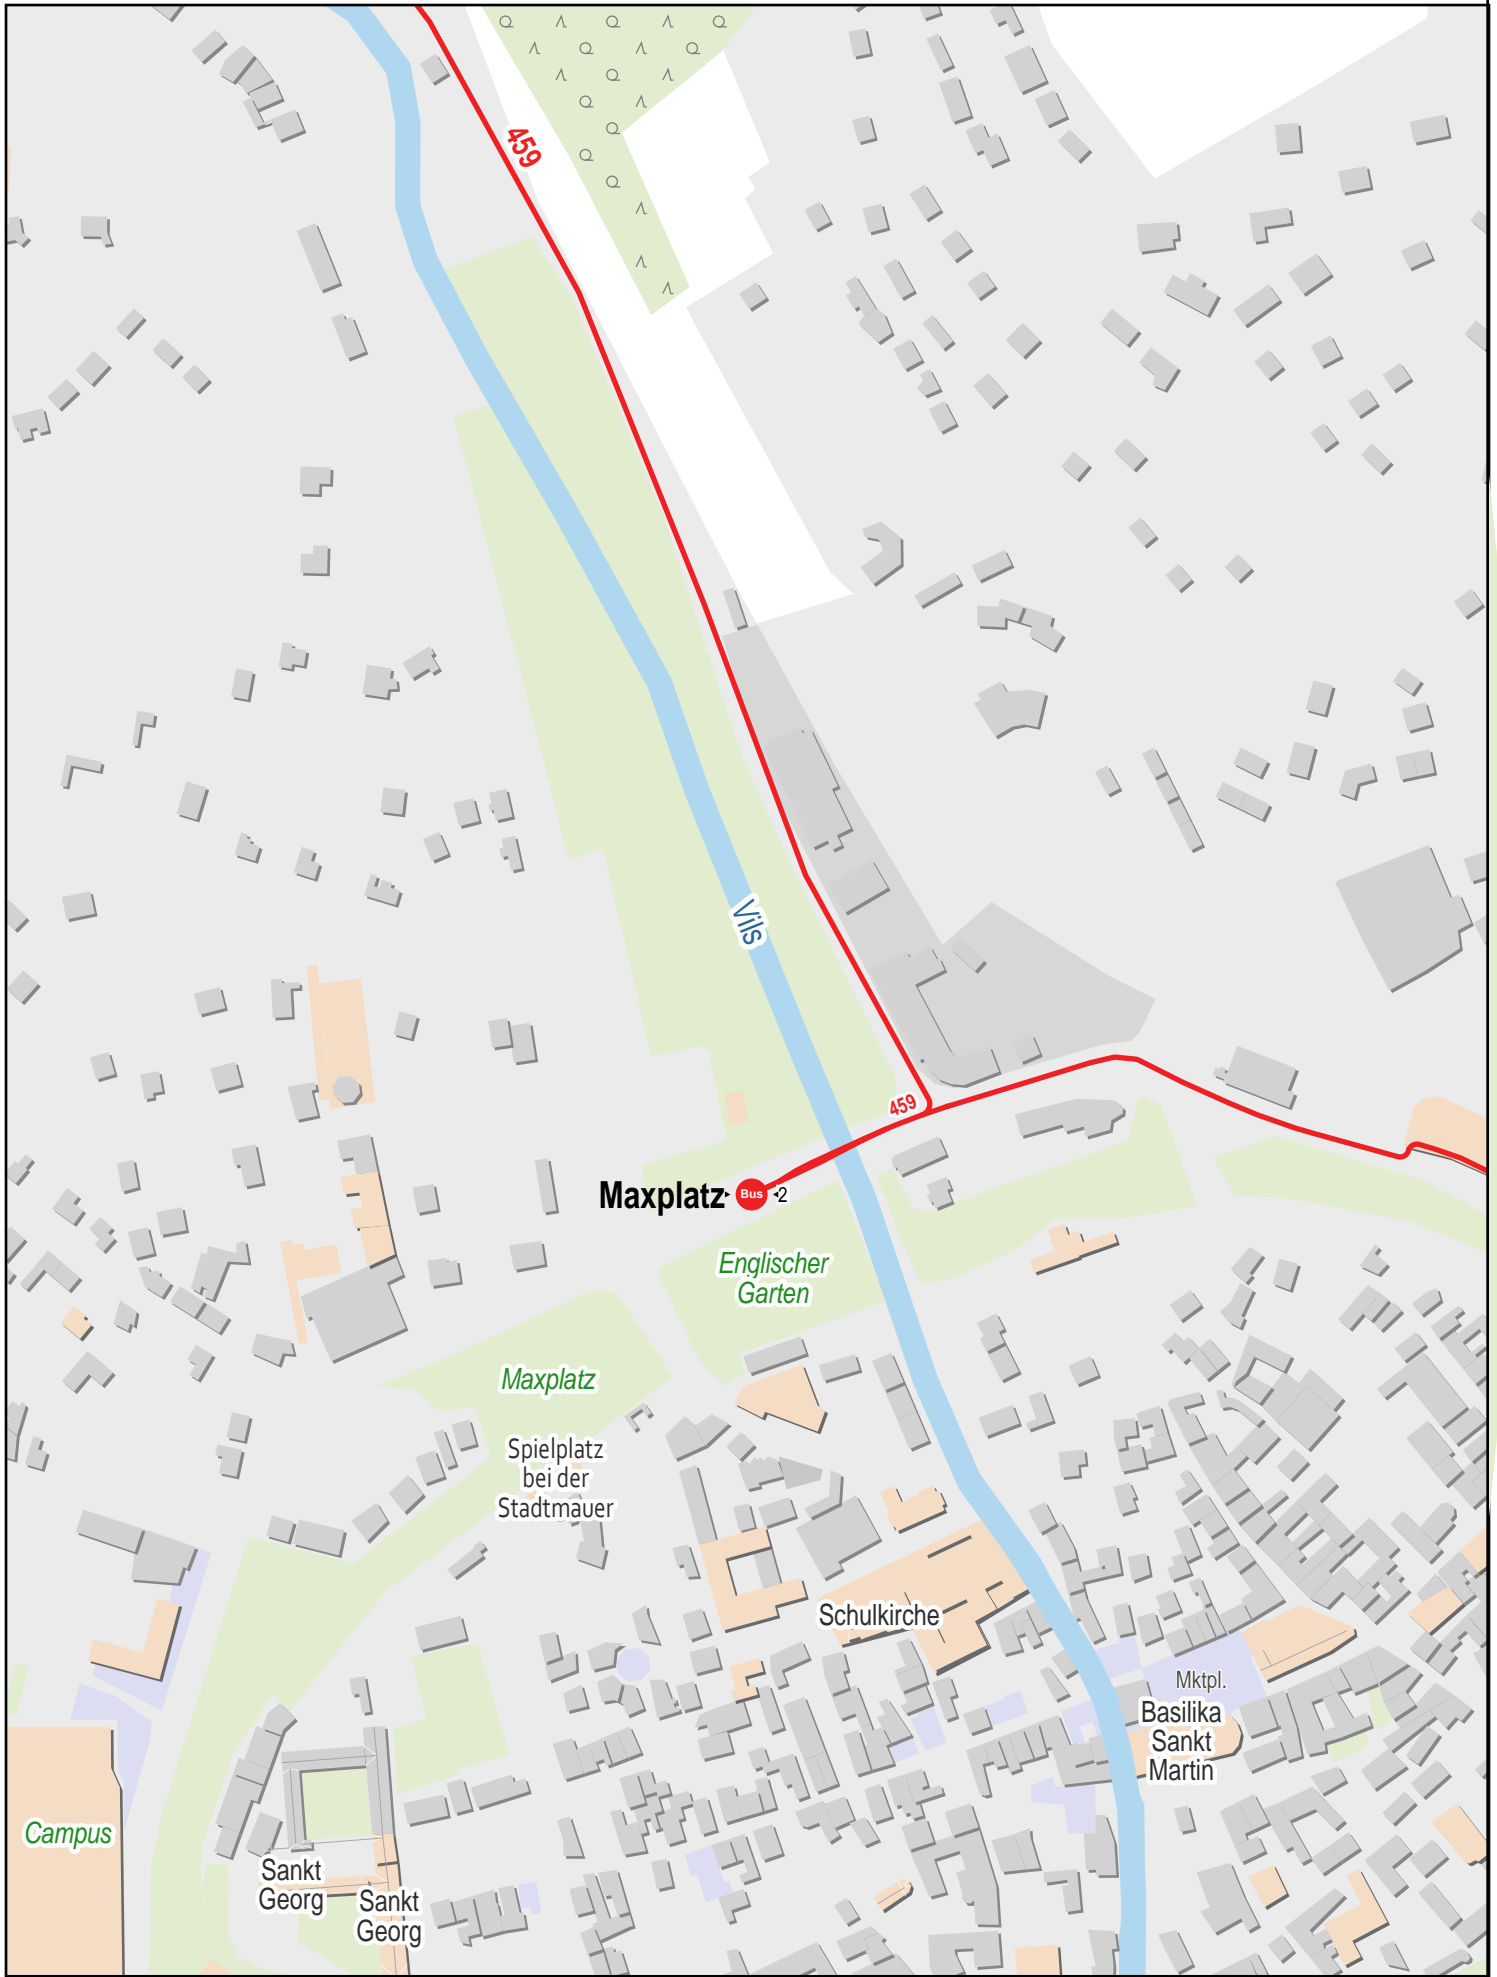 459
Vils
459
Maxplatz
Bus
2
Englischer
Garten
Maxplatz
Spielplatz
bei der
Stadtmauer
Schulkirche
Mktpl.
Basilika
Sankt
Martin
Campus
Sankt
Georg
Sankt
Georg